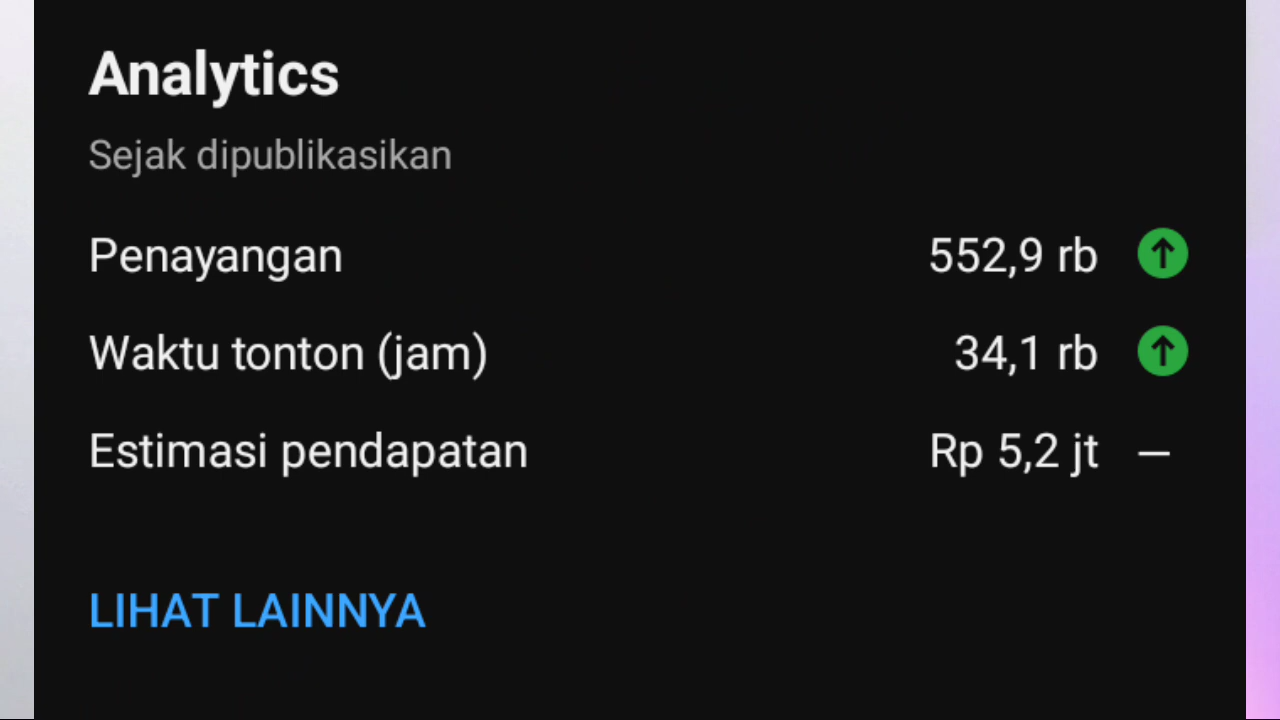 Analytics
Sejak dipublikasikan
Penayangan 552,9 rb
Waktu tonton (jam) 34,1 rb
Estimasi pendapatan Rp 5,2 jt —
LIHAT LAINNYA